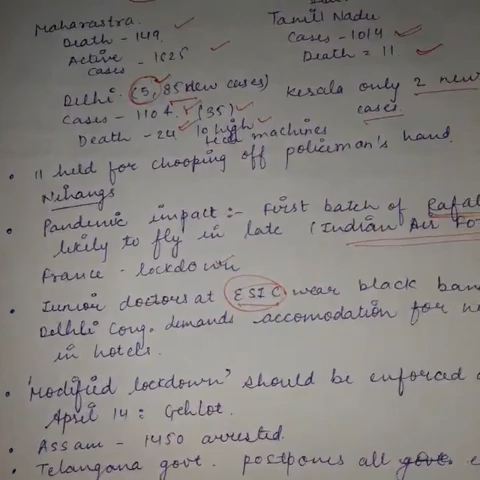 Maharastra.
Death - 149.
Active cases - 1025
Tamil Nadu
Cases - 1014
Death = 11
Delhi. (5, 85 new cases)
Cases - 1104. (35)
Death - 24 10 high tech machines
Kerala only 2 new cases.
• 11 held for chooping off policeman's hand.
Nihangs
• Pandemic impact :- First batch of Rafal
likely to fly in late (Indian Air Fo
France - lockdown
• Junior doctors at ESIC wear black ban
Delhli Cong. demands accomodation for
in hotels.
• 'Modified lockdown' should be enforced
April 14 : Gehlot.
• Assam - 1450 arrested.
• Telangana govt. postpones all govt.